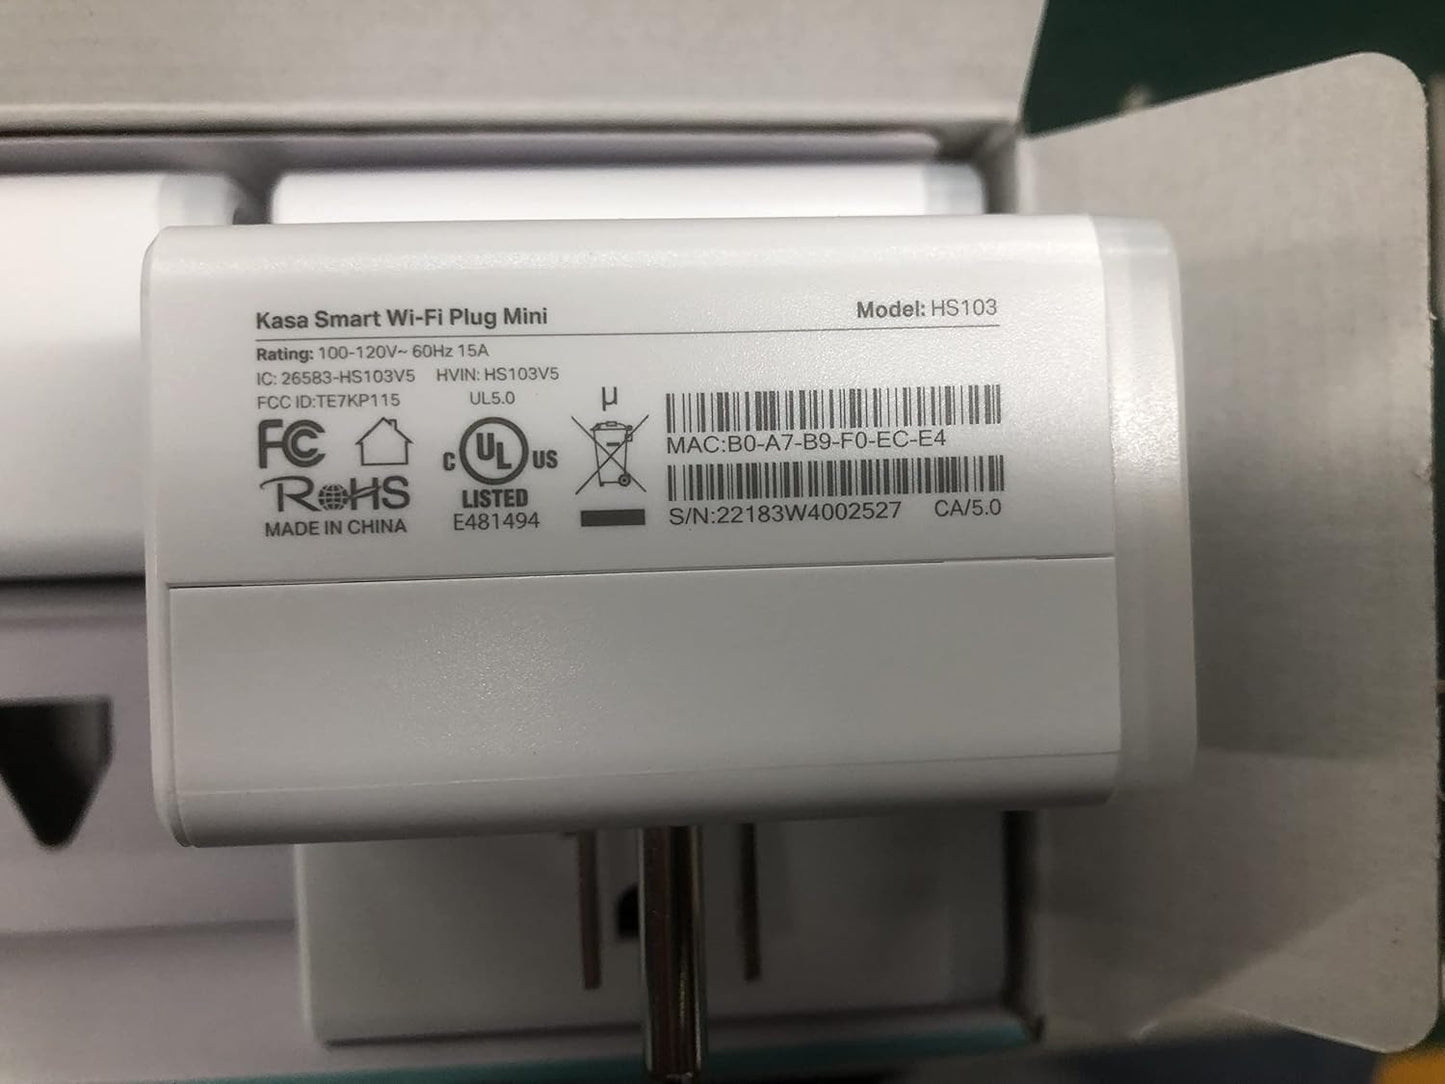 Kasa Smart Wi-Fi Plug Mini
Model: HS103
Rating: 100-120V~ 60Hz 15A
IC: 26583-HS103V5 HVIN: HS103V5
FCC ID:TE7KP115 UL5.0
FC
RoHS
MADE IN CHINA
C UL US
LISTED
E481494
μ
MAC:B0-A7-B9-F0-EC-E4
S/N:22183W4002527 CA/5.0